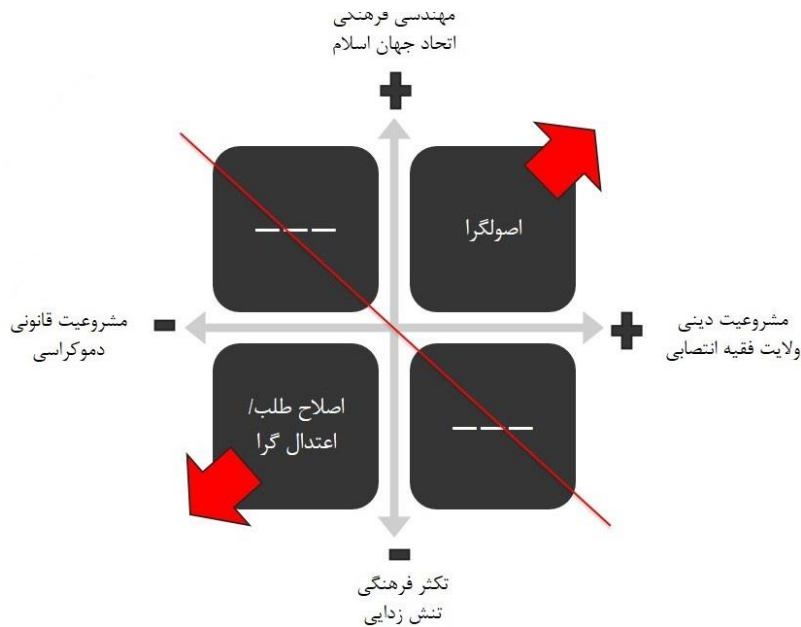 مهندسی فرهنگی
اتحاد جهان اسلام
+
اصولگرا
— — —
مشروعیت دینی
ولایت فقیه انتصابی
+
-
مشروعیت قانونی
دموکراسی
— — —
اصلاح طلب/
اعتدال گرا
-
تکثر فرهنگی
تنش زدایی